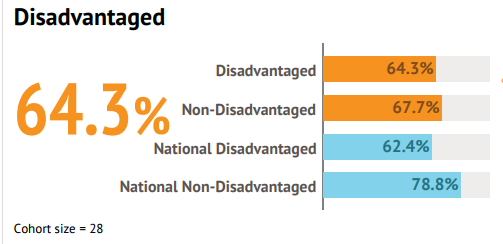 Disadvantaged
64.3%
Disadvantaged 64.3%
Non-Disadvantaged 67.7%
National Disadvantaged 62.4%
National Non-Disadvantaged 78.8%
Cohort size = 28